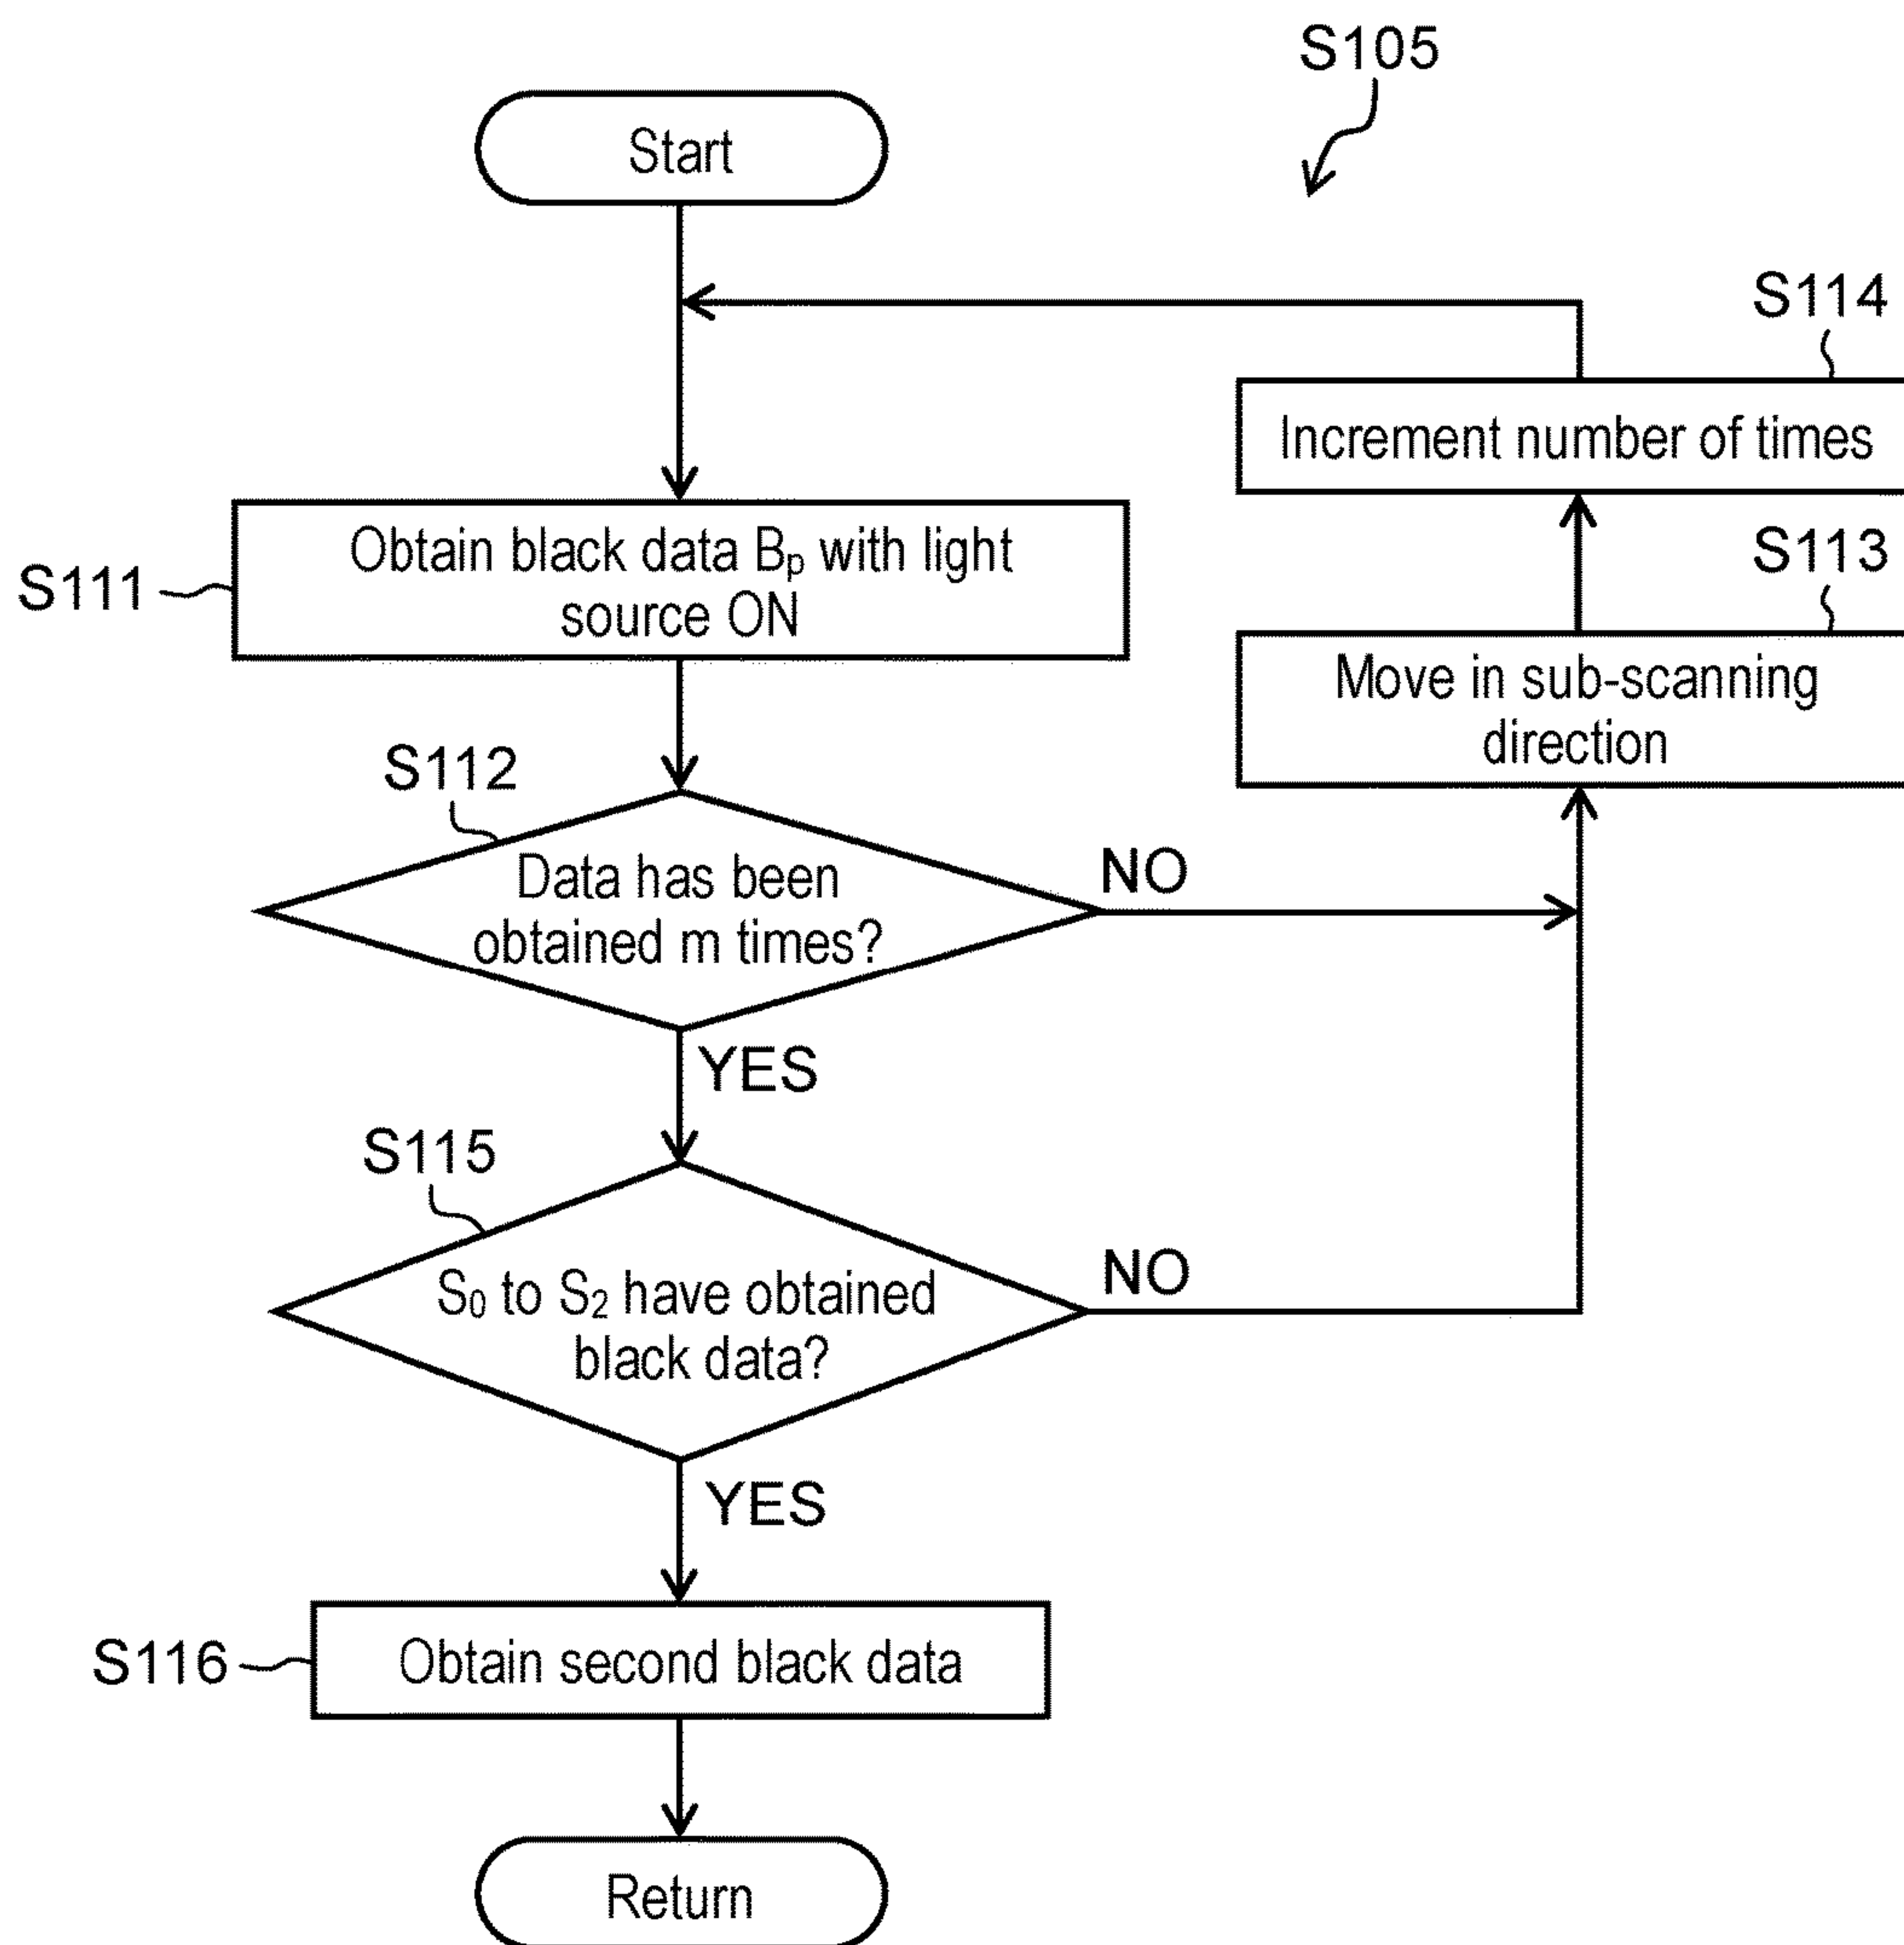 S105
Start
S114
Increment number of times
S111
Obtain black data Bₚ with light
source ON
S113
Move in sub-scanning
direction
S112
Data has been
obtained m times?
NO
YES
S115
S₀ to S₂ have obtained
black data?
NO
YES
S116
Obtain second black data
Return